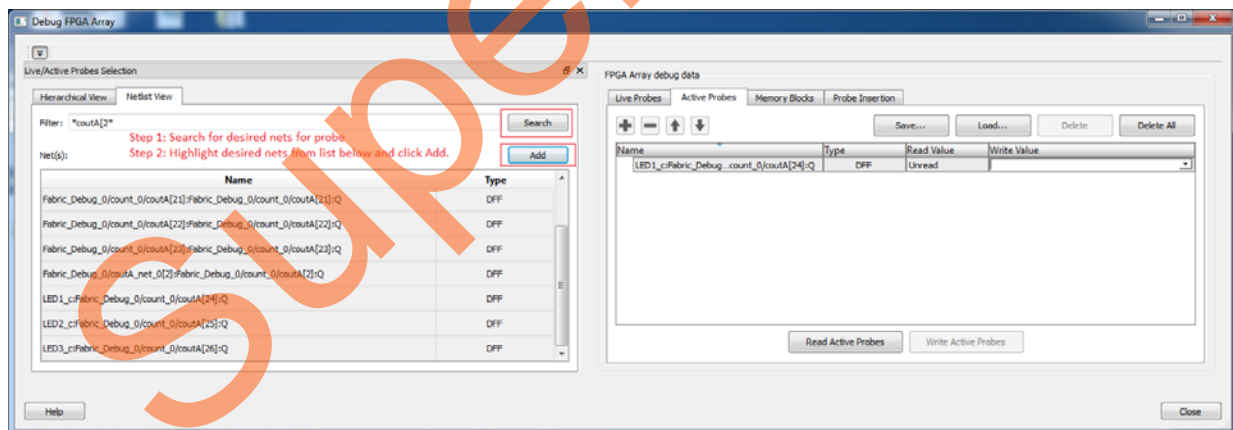 Debug FPGA Array
Live/Active Probes Selection
Hierarchical View Netlist View
Filter: *coutA[2* Search
Step 1: Search for desired nets for probe
Net(s): Step 2: Highlight desired nets from list below and click Add. Add
Name Type
Fabric_Debug_0/count_0/coutA[21]:Fabric_Debug_0/count_0/coutA[21]:Q DFF
Fabric_Debug_0/count_0/coutA[22]:Fabric_Debug_0/count_0/coutA[22]:Q DFF
Fabric_Debug_0/count_0/coutA[23]:Fabric_Debug_0/count_0/coutA[23]:Q DFF
Fabric_Debug_0/coutA_net_0[2]:Fabric_Debug_0/count_0/coutA[2]:Q DFF
LED1_c:Fabric_Debug_0/count_0/coutA[24]:Q DFF
LED2_c:Fabric_Debug_0/count_0/coutA[25]:Q DFF
LED3_c:Fabric_Debug_0/count_0/coutA[26]:Q DFF
FPGA Array debug data
Live Probes Active Probes Memory Blocks Probe Insertion
Save... Load... Delete Delete All
Name Type Read Value Write Value
LED1_c:Fabric_Debug...count_0/coutA[24]:Q DFF Unread
Read Active Probes Write Active Probes
Help Close
Supe